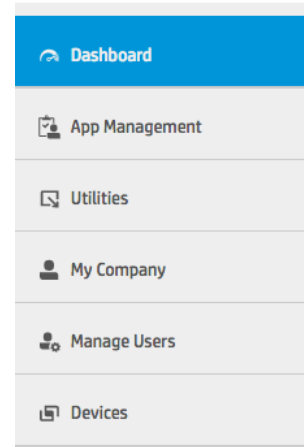 Dashboard
App Management
Utilities
My Company
Manage Users
Devices